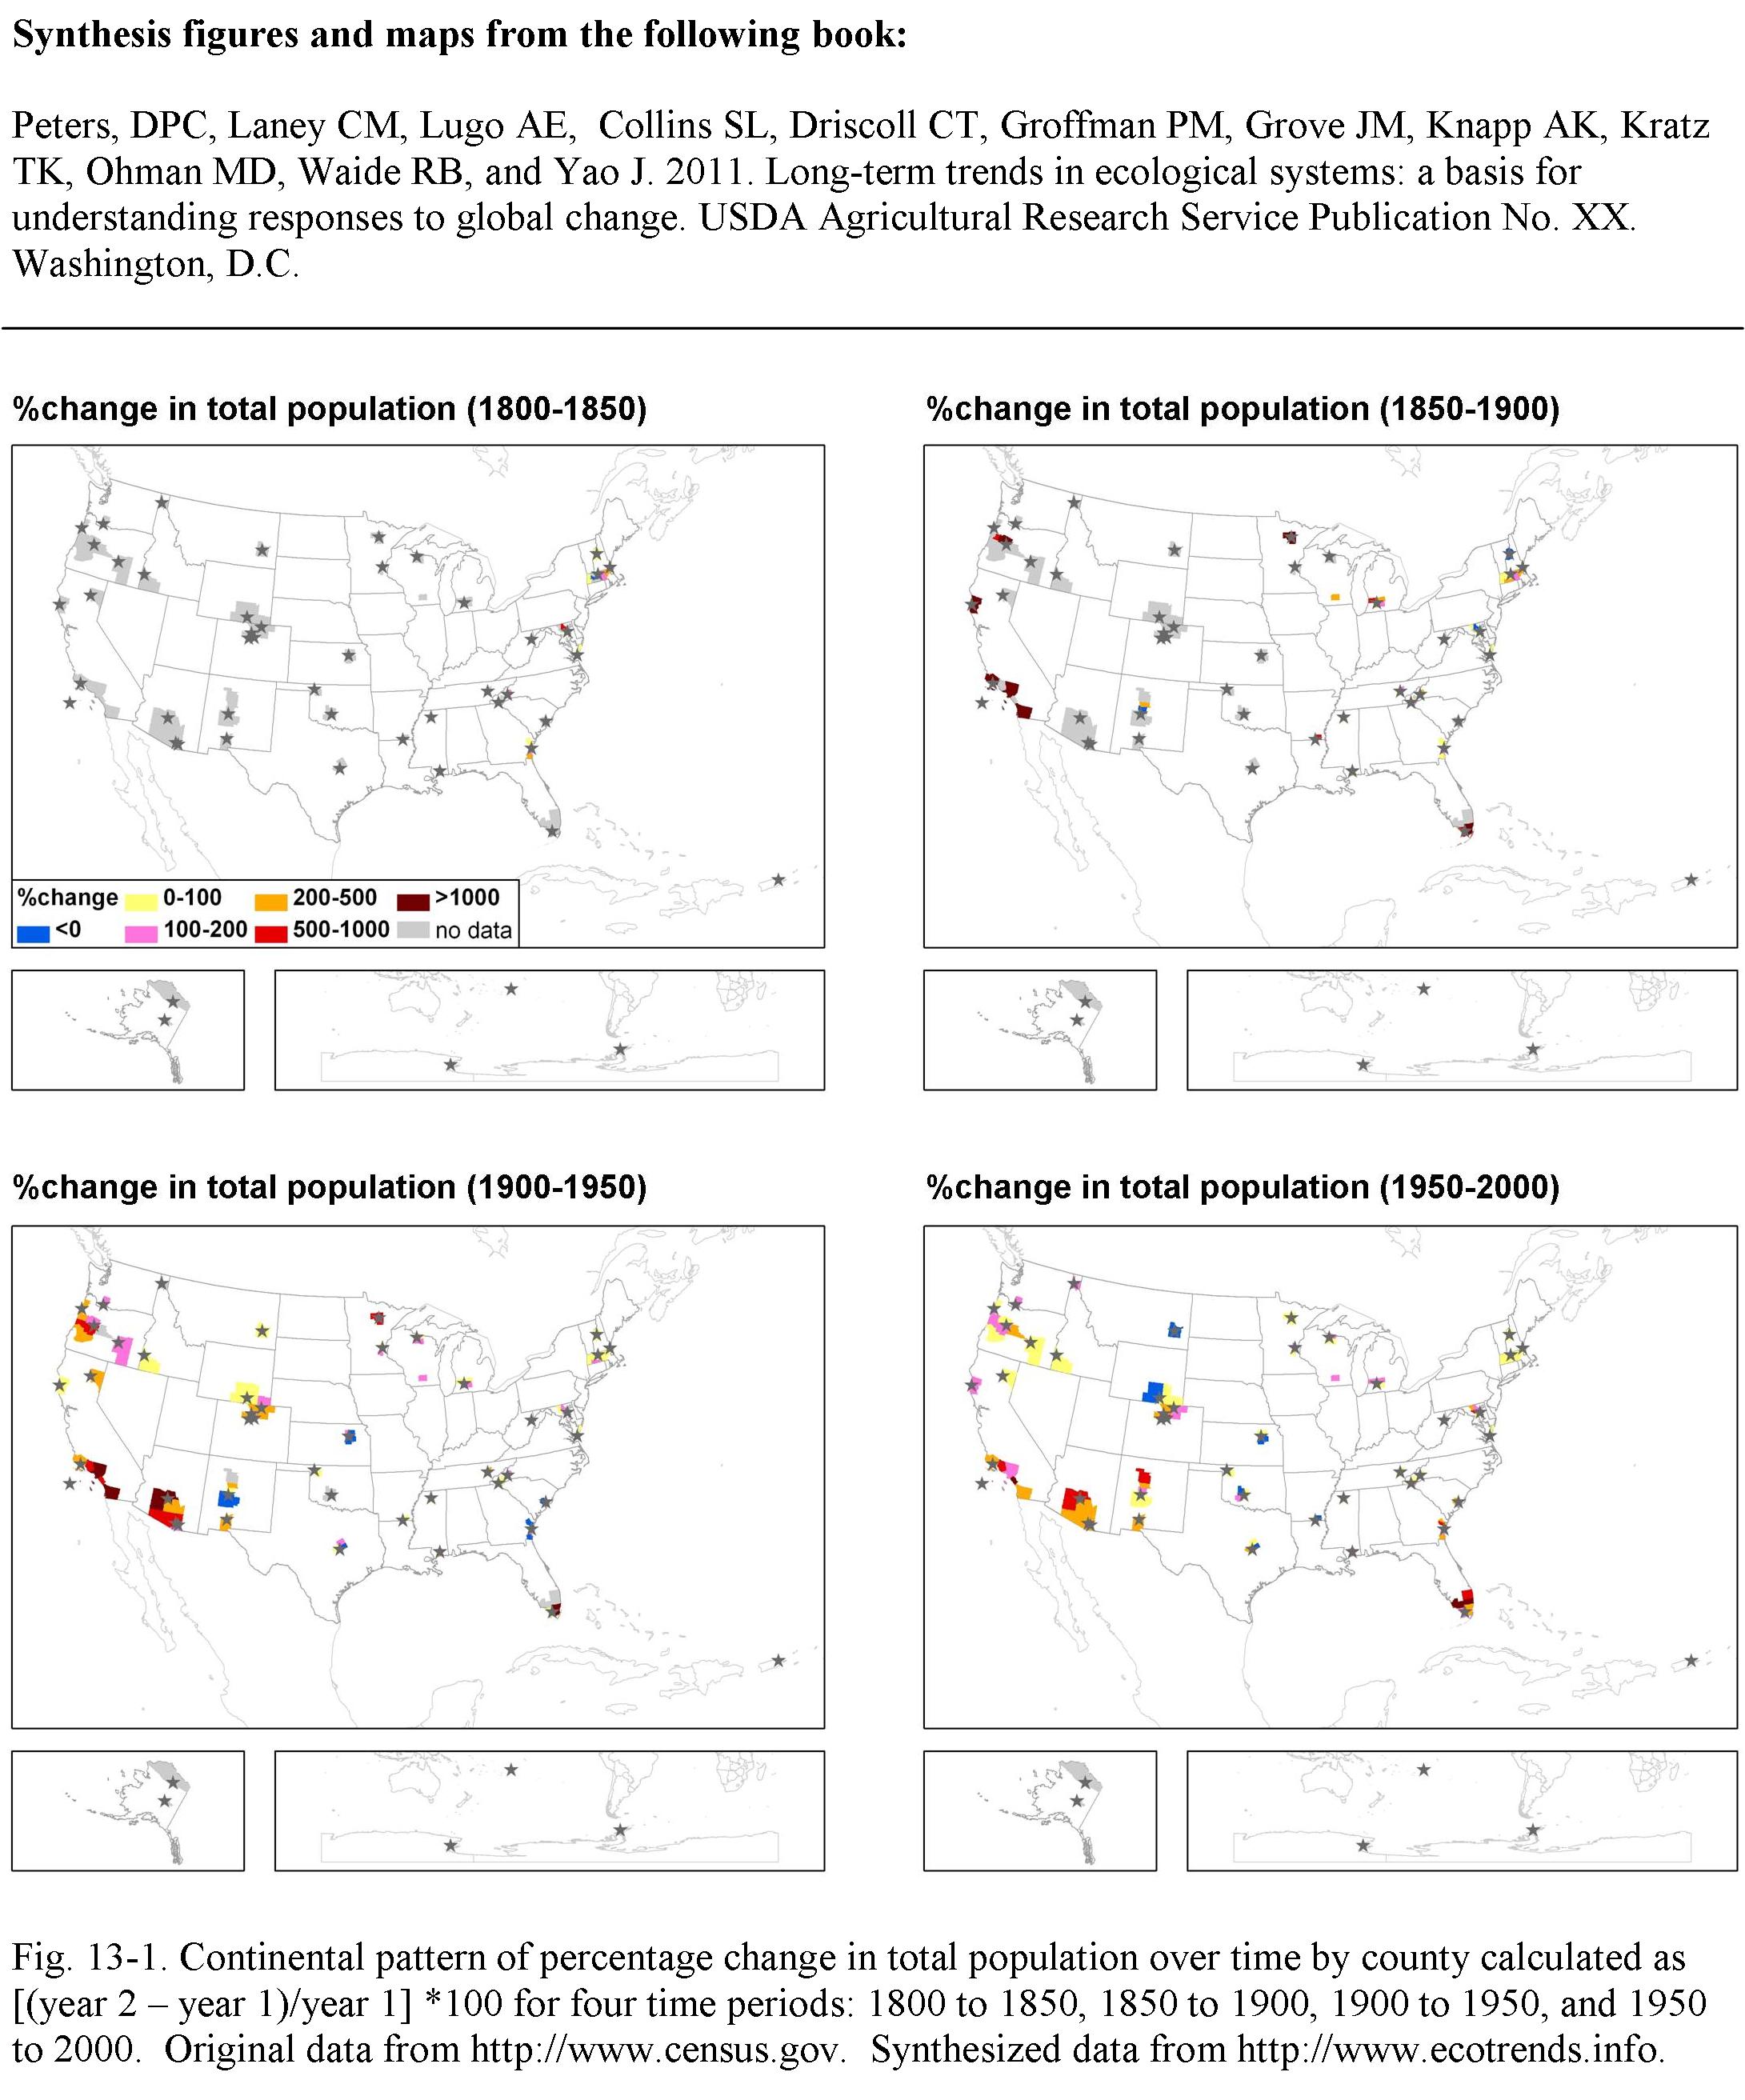 Synthesis figures and maps from the following book:
Peters, DPC, Laney CM, Lugo AE,  Collins SL, Driscoll CT, Groffman PM, Grove JM, Knapp AK, Kratz
TK, Ohman MD, Waide RB, and Yao J. 2011. Long-term trends in ecological systems: a basis for
understanding responses to global change. USDA Agricultural Research Service Publication No. XX.
Washington, D.C.
%change in total population (1800-1850)
%change in total population (1850-1900)
%change 0-100 200-500 >1000
<0 100-200 500-1000 no data
%change in total population (1900-1950)
%change in total population (1950-2000)
Fig. 13-1. Continental pattern of percentage change in total population over time by county calculated as
[(year 2 – year 1)/year 1] *100 for four time periods: 1800 to 1850, 1850 to 1900, 1900 to 1950, and 1950
to 2000.  Original data from http://www.census.gov.  Synthesized data from http://www.ecotrends.info.